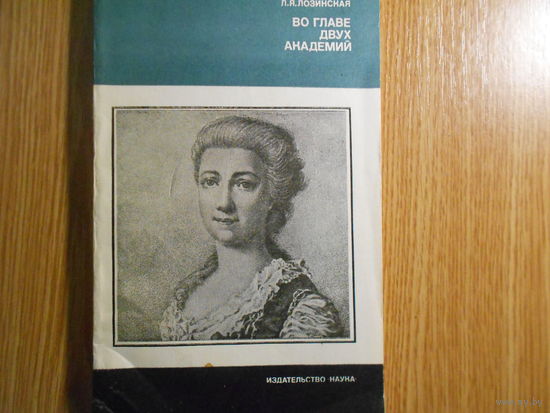 Л.Я.ЛОЗИНСКАЯ
ВО ГЛАВЕ
ДВУХ
АКАДЕМИЙ
ИЗДАТЕЛЬСТВО «НАУКА»